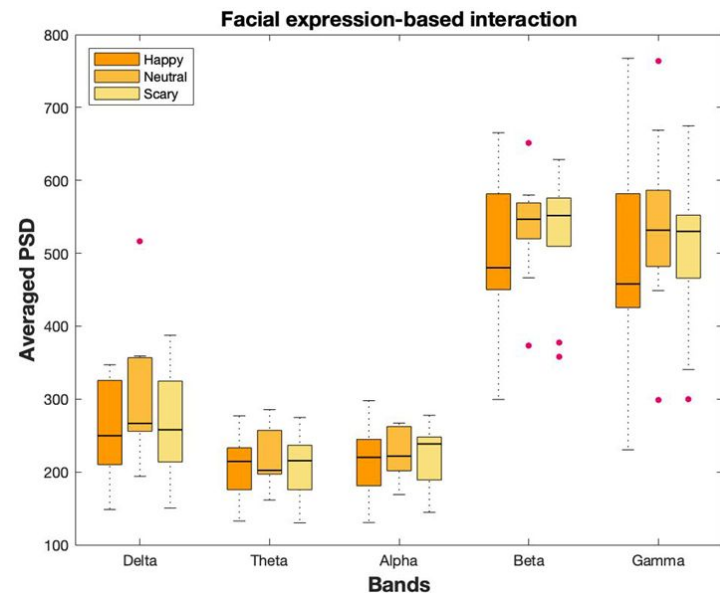 Facial expression-based interaction
Happy
Neutral
Scary
800
700
600
500
400
300
200
100
Averaged PSD
Delta Theta Alpha Beta Gamma
Bands